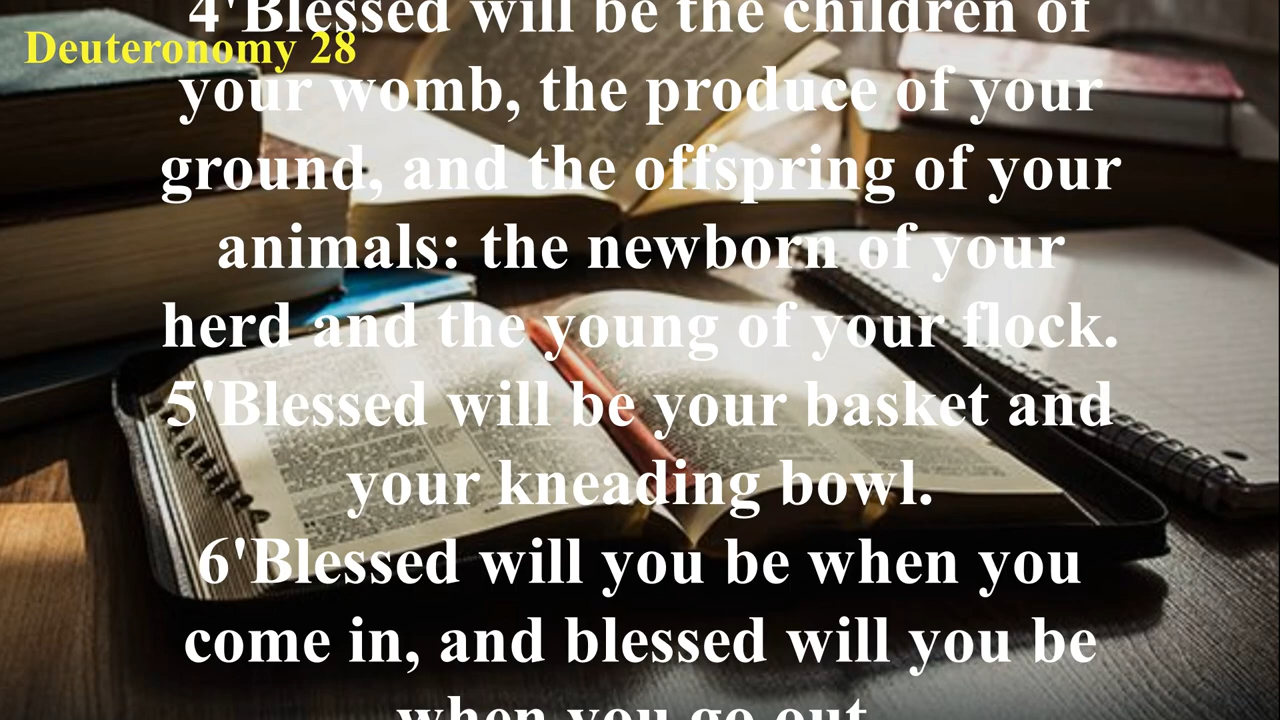 4'Blessed will be the children of
Deuteronomy 28
your womb, the produce of your
ground, and the offspring of your
animals: the newborn of your
herd and the young of your flock.
5'Blessed will be your basket and
your kneading bowl.
6'Blessed will you be when you
come in, and blessed will you be
when you go out.